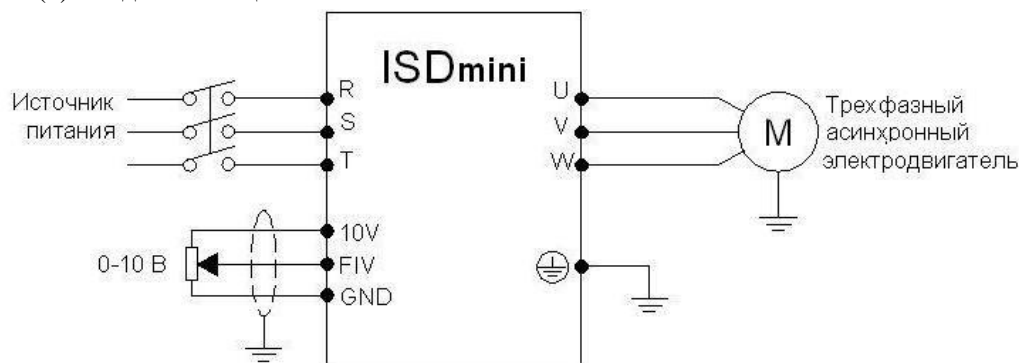 ISDmini
Источник
питания
R
S
T
U
V
W
M
Трехфазный
асинхронный
электродвигатель
0-10 В
10V
FIV
GND